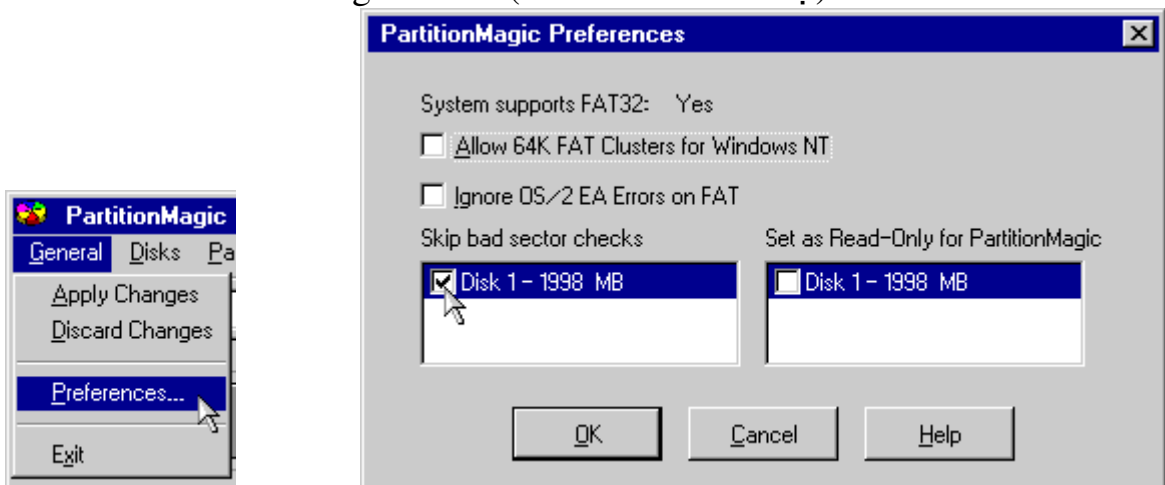 PartitionMagic
General Disks Pa
Apply Changes
Discard Changes
Preferences...
Exit
PartitionMagic Preferences
System supports FAT32: Yes
Allow 64K FAT Clusters for Windows NT
Ignore OS/2 EA Errors on FAT
Skip bad sector checks Set as Read-Only for PartitionMagic
Disk 1 - 1998 MB Disk 1 - 1998 MB
OK Cancel Help